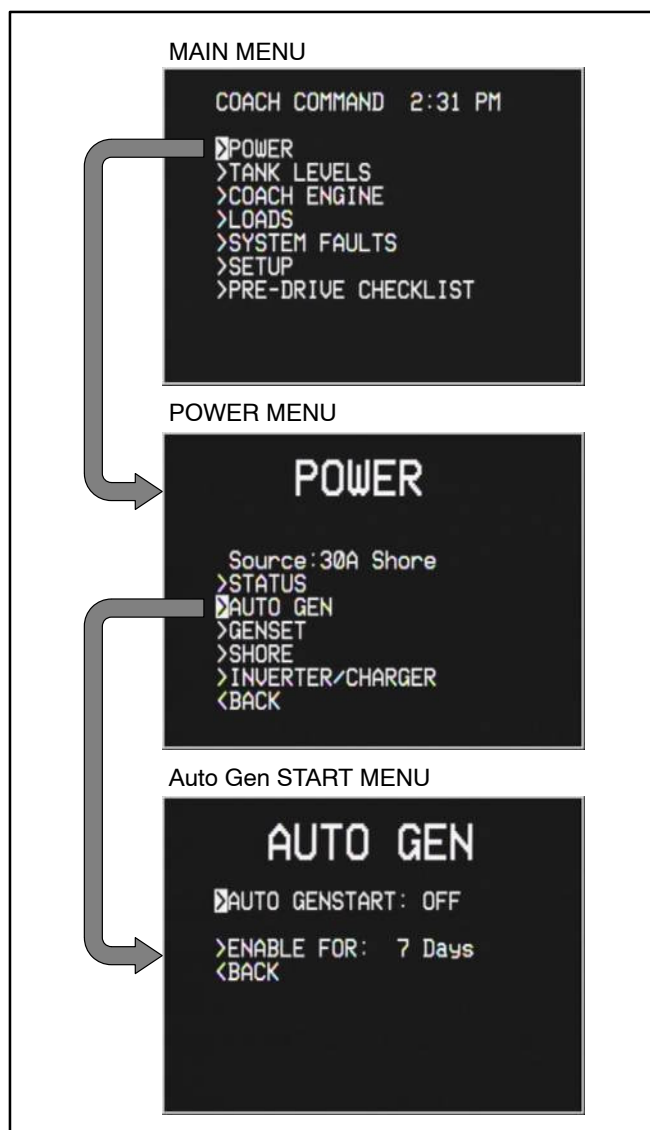 MAIN MENU
COACH COMMAND 2:31 PM
>POWER
>TANK LEVELS
>COACH ENGINE
>LOADS
>SYSTEM FAULTS
>SETUP
>PRE-DRIVE CHECKLIST
POWER MENU
POWER
Source:30A Shore
>STATUS
>AUTO GEN
>GENSET
>SHORE
>INVERTER/CHARGER
<BACK
Auto Gen START MENU
AUTO GEN
>AUTO GENSTART: OFF
>ENABLE FOR: 7 Days
<BACK